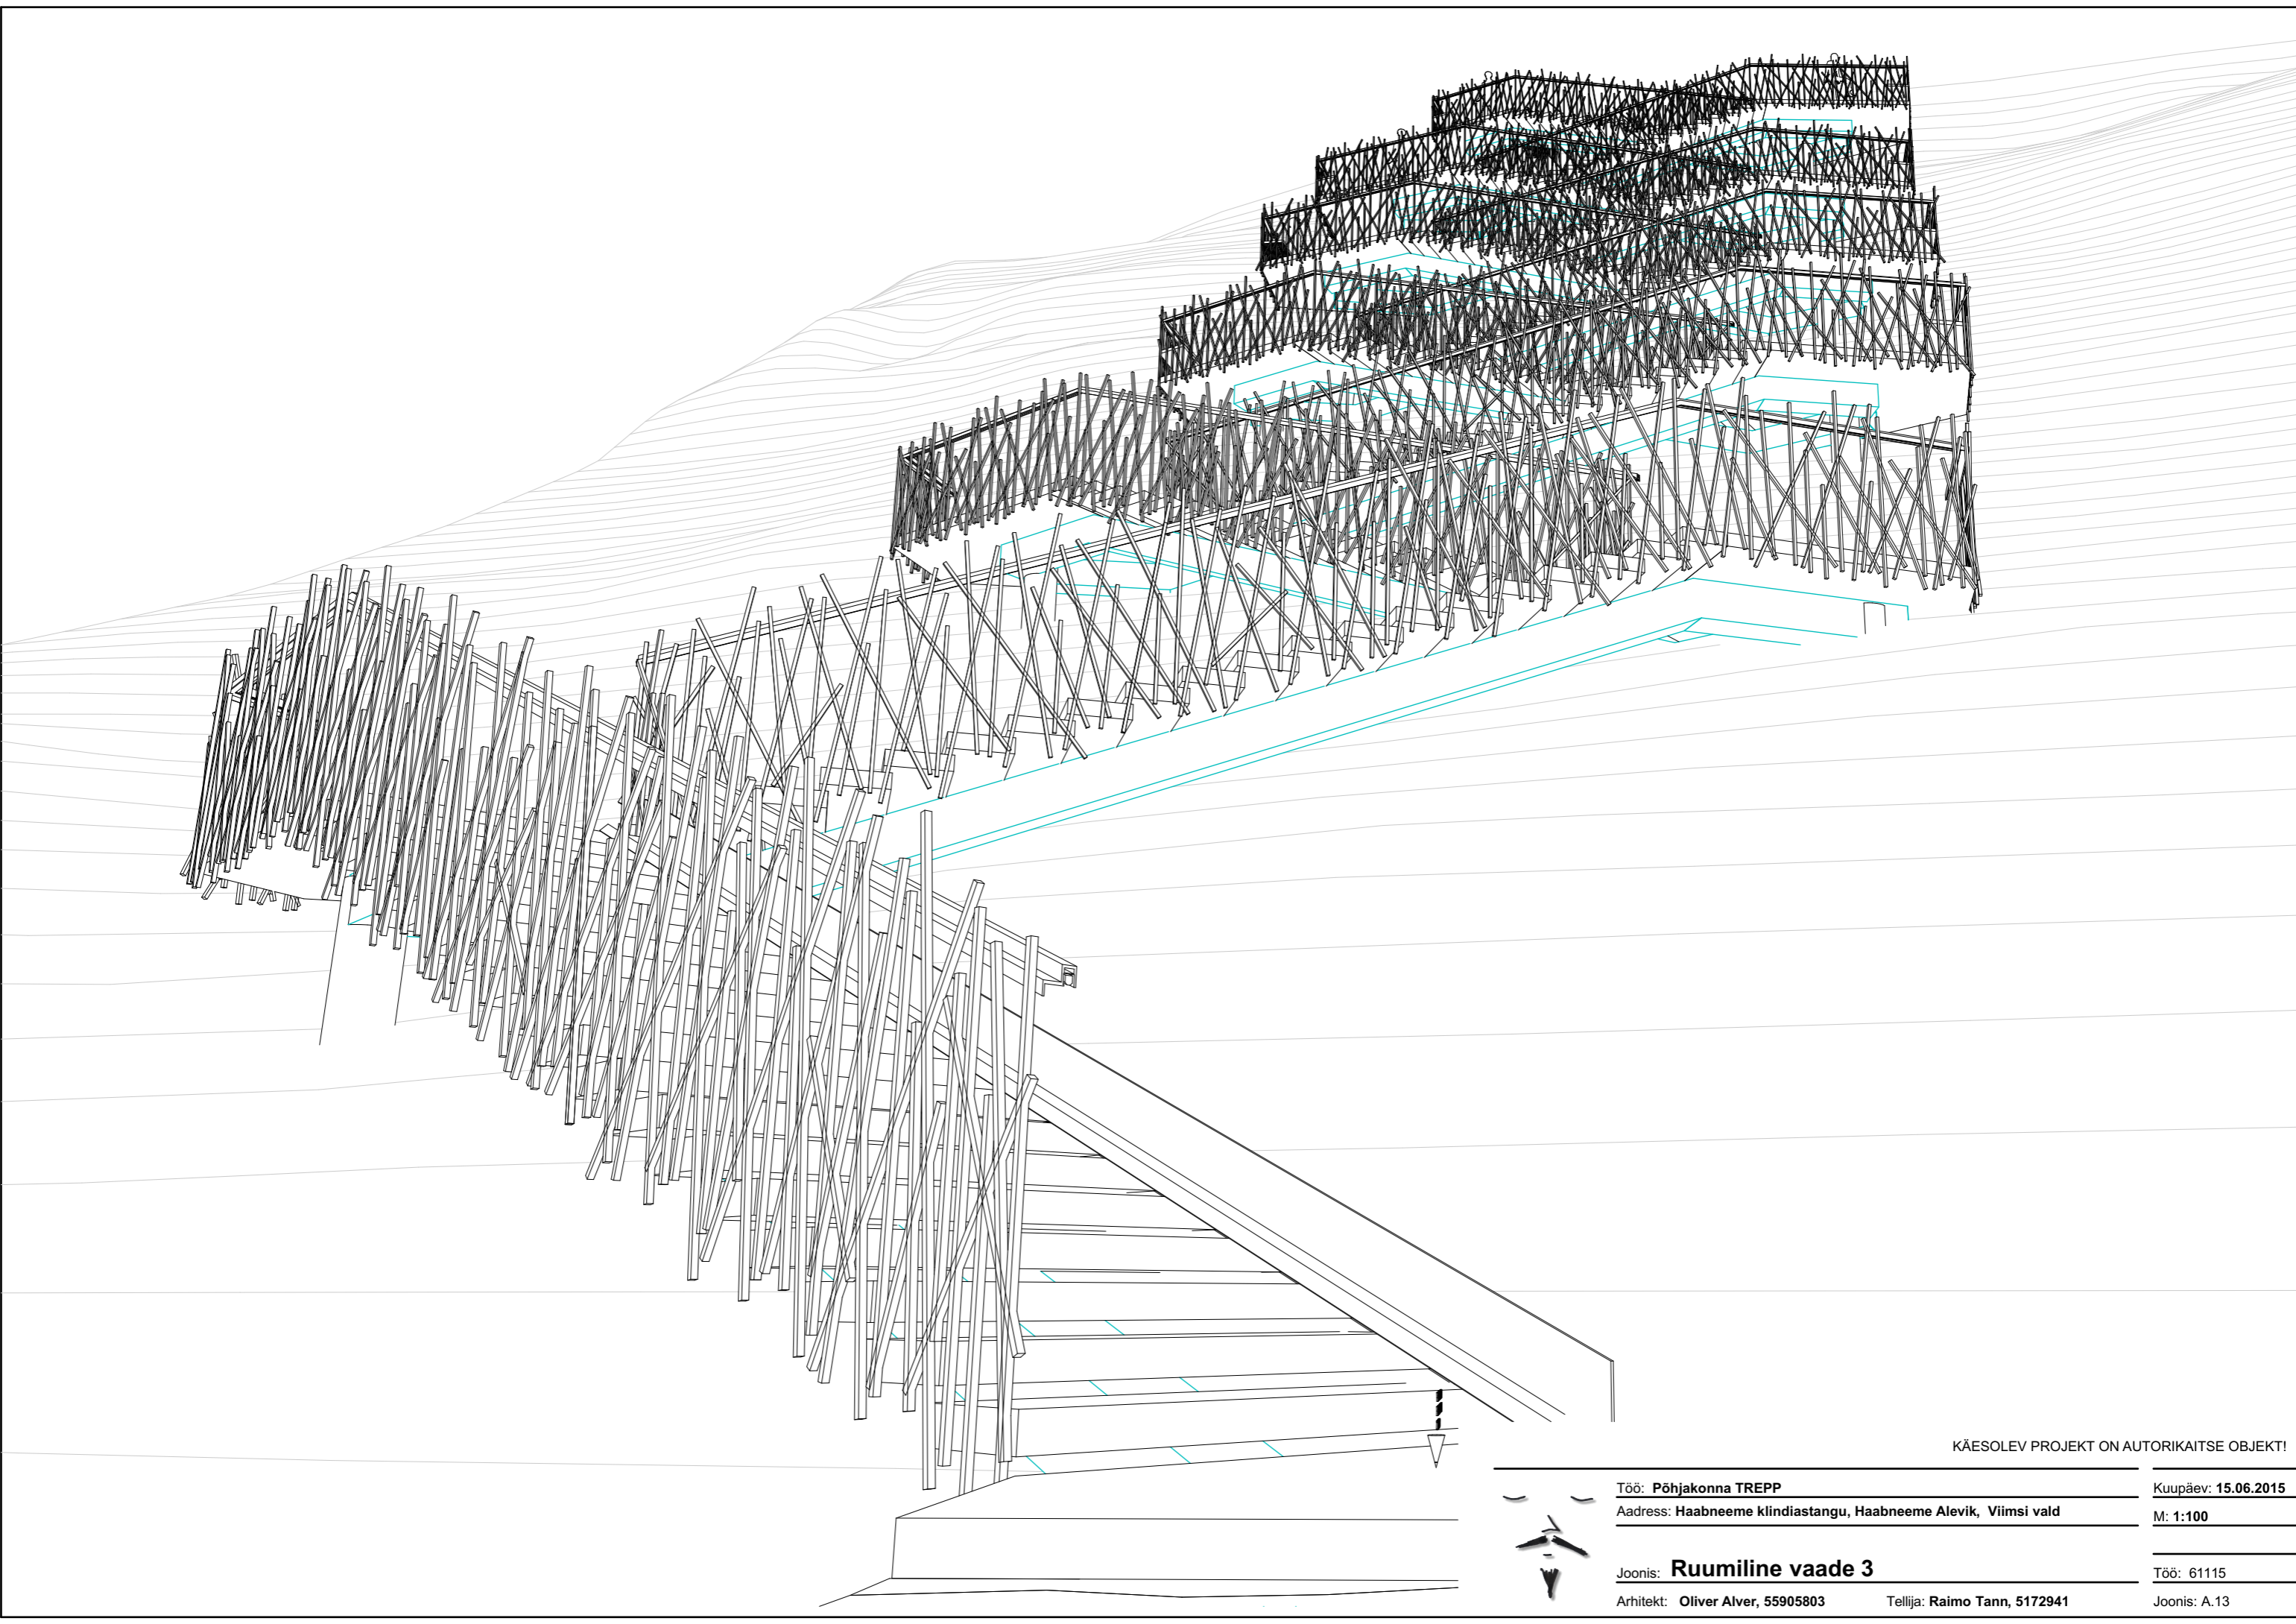 KÄESOLEV PROJEKT ON AUTORIKAITSE OBJEKT!
Töö: Põhjakonna TREPP
Kuupäev: 15.06.2015
Aadress: Haabneeme klindiastangu, Haabneeme Alevik, Viimsi vald
M: 1:100
Joonis: Ruumiline vaade 3
Töö: 61115
Arhitekt: Oliver Alver, 55905803
Tellija: Raimo Tann, 5172941
Joonis: A.13